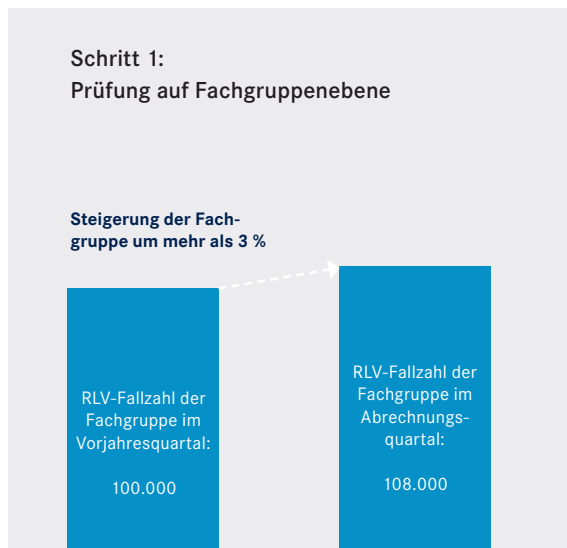 Schritt 1:
Prüfung auf Fachgruppenebene
Steigerung der Fach-
gruppe um mehr als 3 %
RLV-Fallzahl der
Fachgruppe im
Vorjahresquartal:
100.000
RLV-Fallzahl der
Fachgruppe im
Abrechnungs-
quartal:
108.000